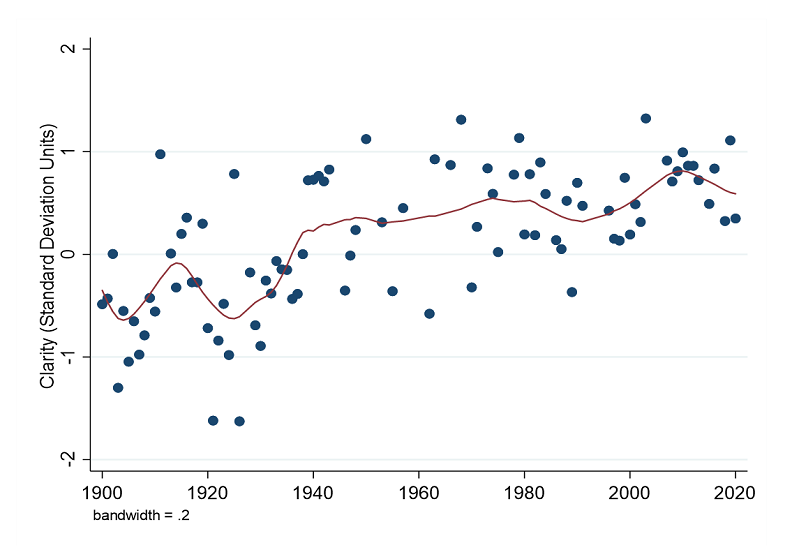 Clarity (Standard Deviation Units)
2
1
0
-1
-2
1900 1920 1940 1960 1980 2000 2020
bandwidth = .2